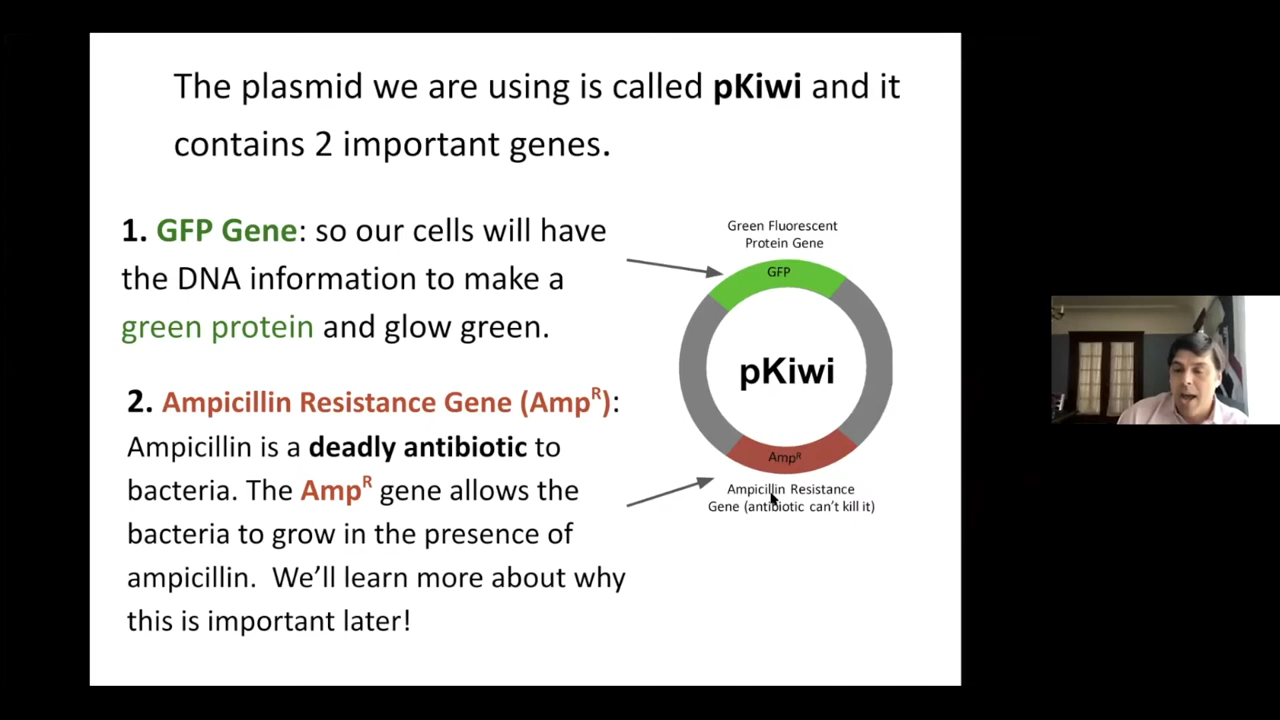 The plasmid we are using is called pKiwi and it
contains 2 important genes.
1. GFP Gene: so our cells will have
the DNA information to make a
green protein and glow green.
2. Ampicillin Resistance Gene (Ampᴿ):
Ampicillin is a deadly antibiotic to
bacteria. The Ampᴿ gene allows the
bacteria to grow in the presence of
ampicillin. We’ll learn more about why
this is important later!
Green Fluorescent
Protein Gene
GFP
pKiwi
Ampᴿ
Ampicillin Resistance
Gene (antibiotic can’t kill it)